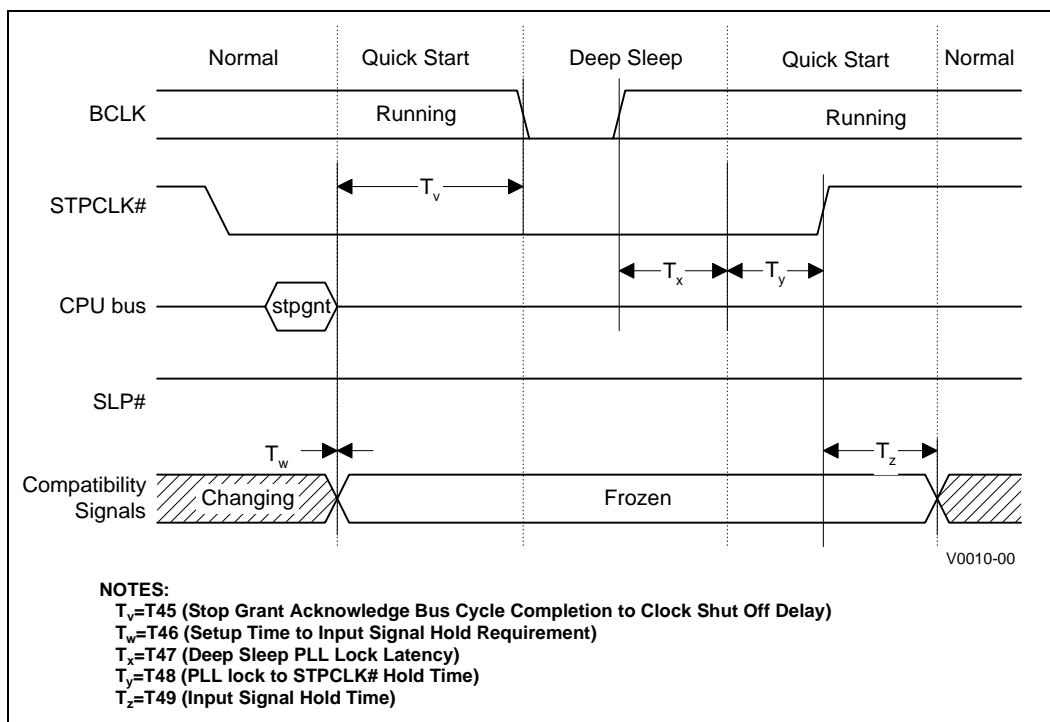 Normal Quick Start Deep Sleep Quick Start Normal
BCLK
Running Running
STPCLK#
Tv
Tx Ty
CPU bus
stpgnt
SLP#
Tw
Tz
Compatibility
Signals
Changing
Frozen
V0010-00
NOTES:
Tv=T45 (Stop Grant Acknowledge Bus Cycle Completion to Clock Shut Off Delay)
Tw=T46 (Setup Time to Input Signal Hold Requirement)
Tx=T47 (Deep Sleep PLL Lock Latency)
Ty=T48 (PLL lock to STPCLK# Hold Time)
Tz=T49 (Input Signal Hold Time)